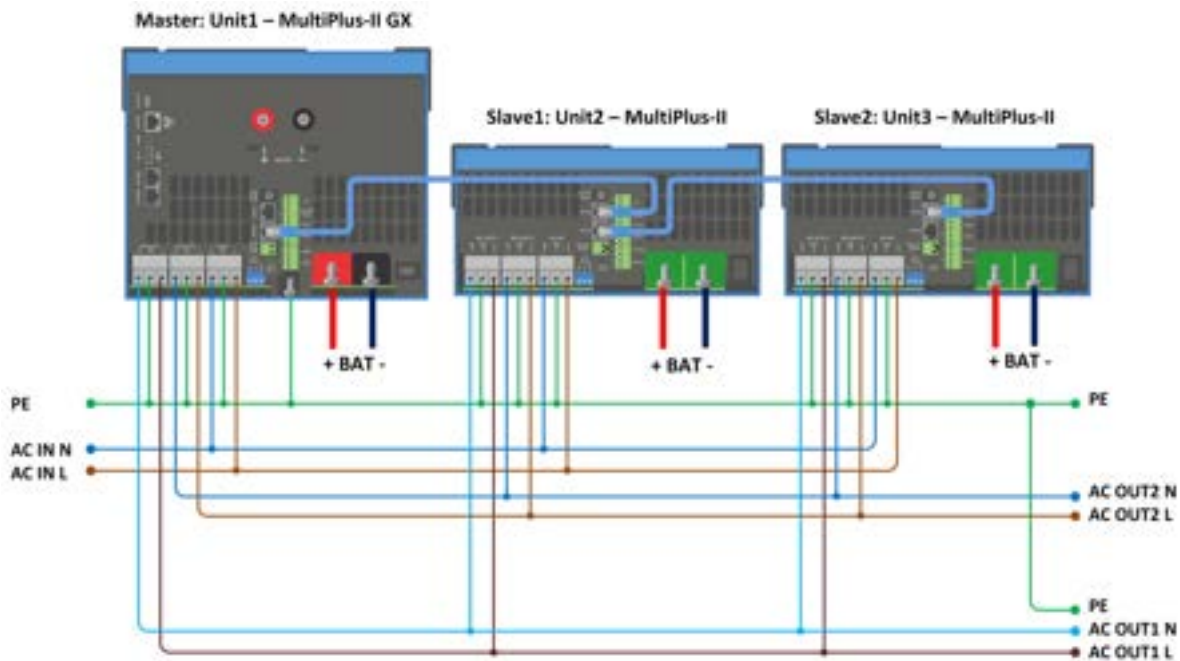 Master: Unit1 – MultiPlus-II GX
Slave1: Unit2 – MultiPlus-II
Slave2: Unit3 – MultiPlus-II
+ BAT -
+ BAT -
+ BAT -
PE
PE
AC IN N
AC IN L
AC OUT2 N
AC OUT2 L
PE
AC OUT1 N
AC OUT1 L